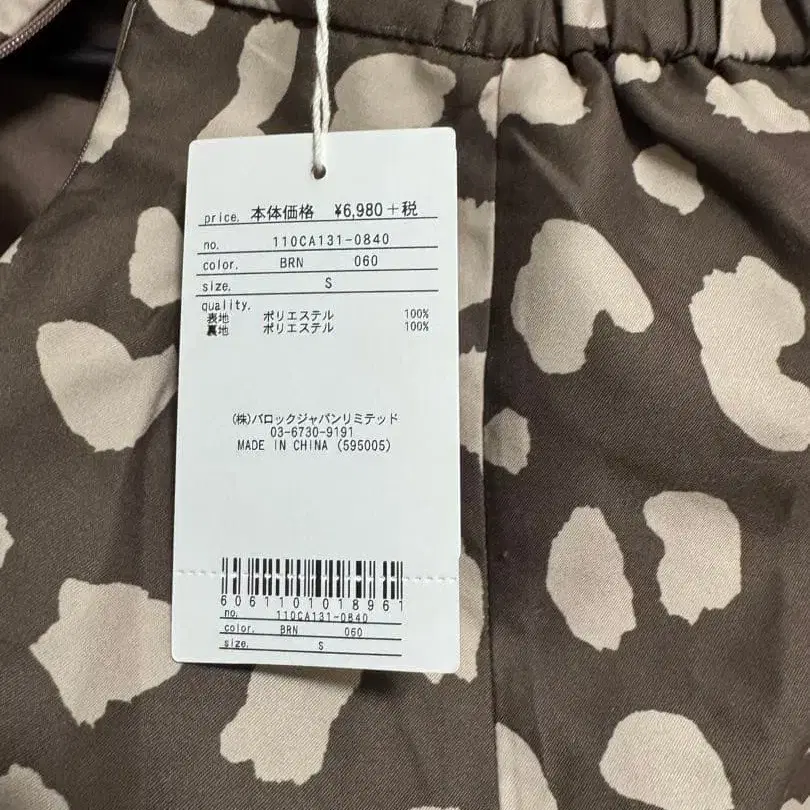 price. 本体価格 ¥6,980+税
no. 110CA131-0840
color. BRN 060
size. S
quality.
表地 ポリエステル 100%
裏地 ポリエステル 100%
(株)バロックジャパンリミテッド
03-6730-9191
MADE IN CHINA (595005)
6061101018961
no. 110CA131-0840
color. BRN 060
size. S